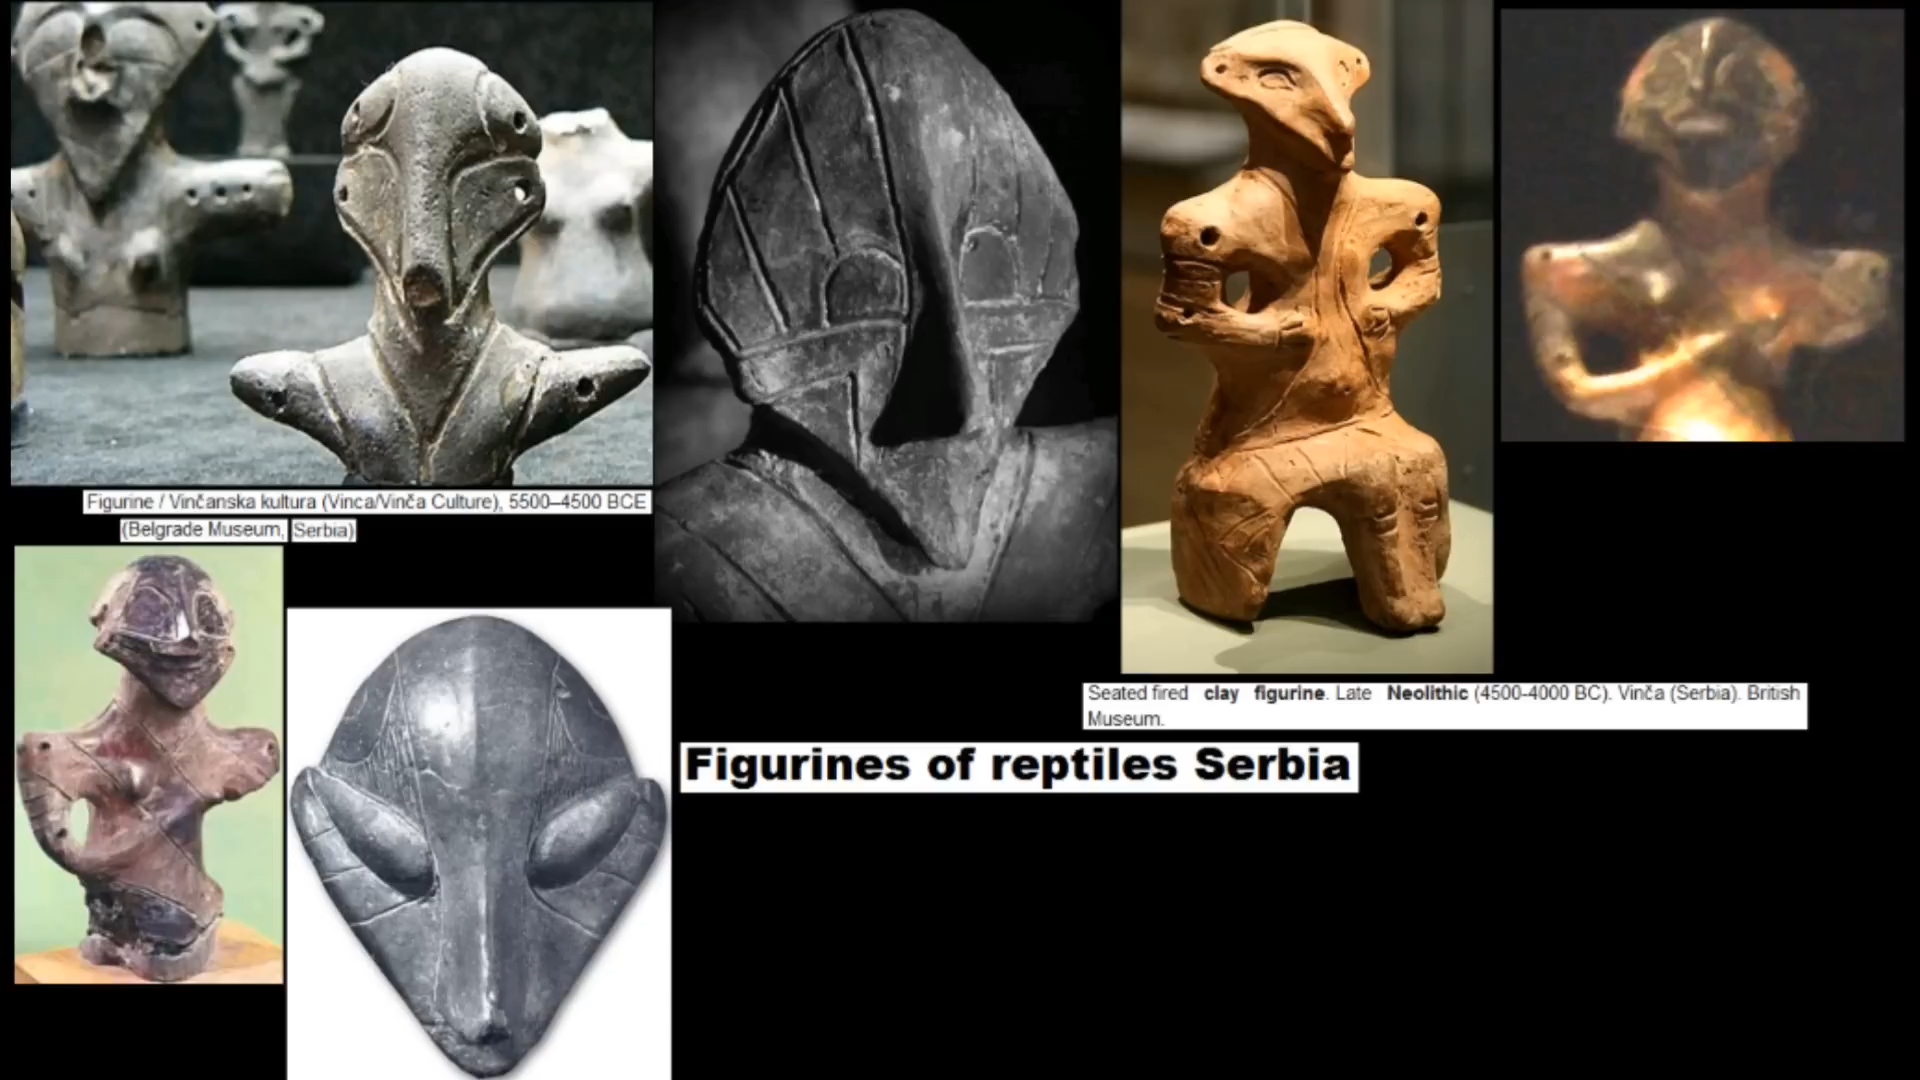 Figurine / Vinčanska kultura (Vinca/Vinča Culture), 5500–4500 BCE
(Belgrade Museum, Serbia)
Seated fired clay figurine. Late Neolithic (4500-4000 BC). Vinča (Serbia). British
Museum.
Figurines of reptiles Serbia